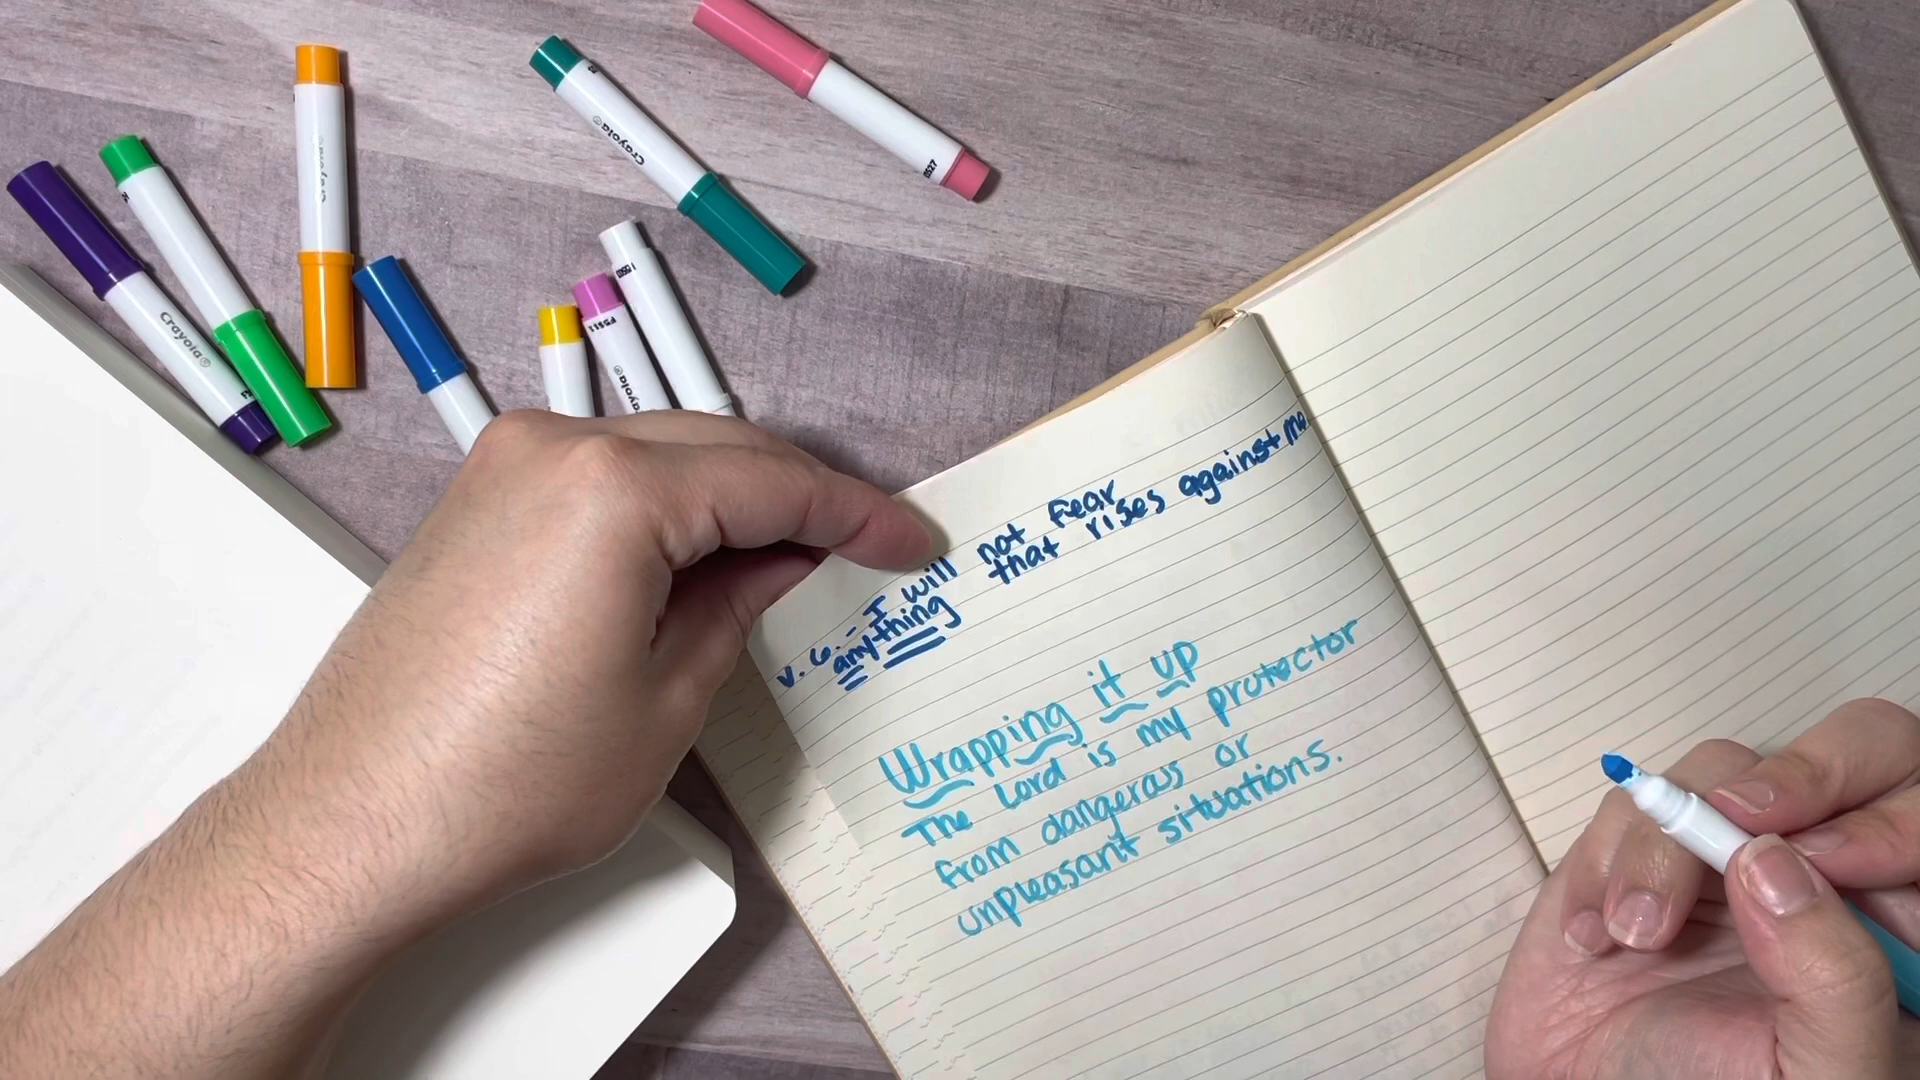 v. 6. - I will not fear
anything that rises against me
Wrapping it up
The Lord is my protector
from dangerous or
unpleasant situations.
Crayola
Crayola
Crayola
Crayola